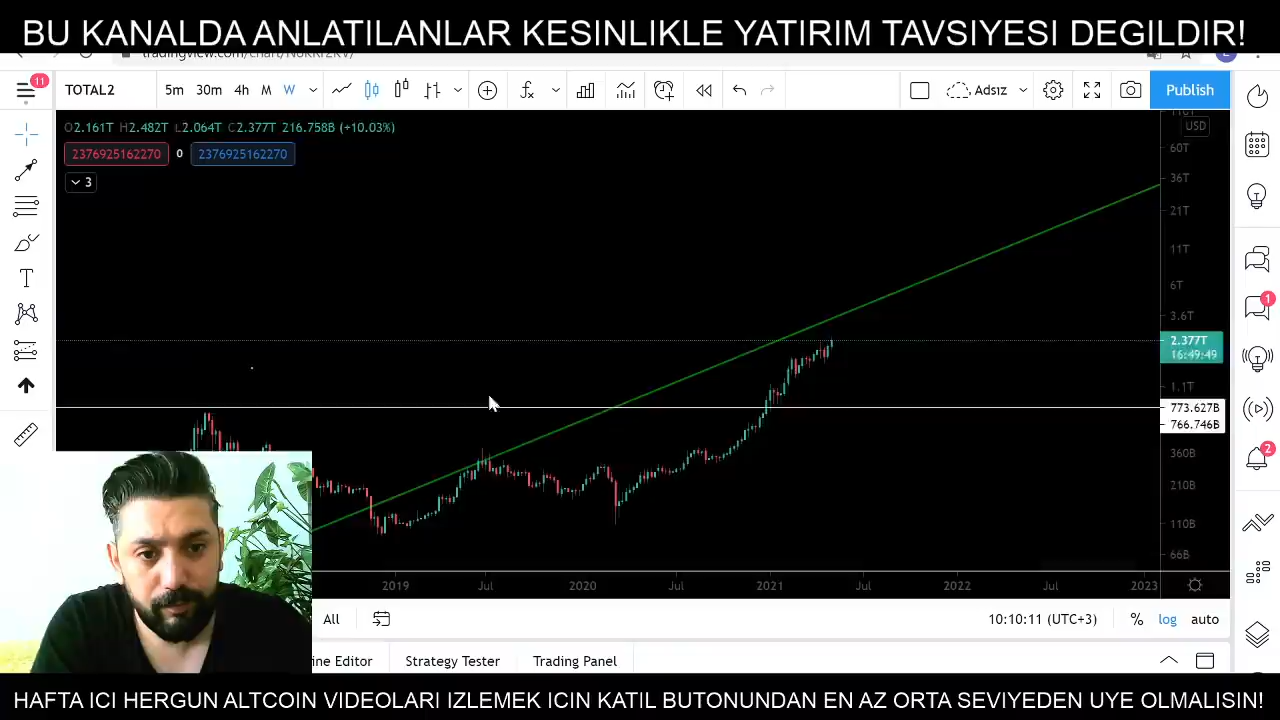 BU KANALDA ANLATILANLAR KESINLIKLE YATIRIM TAVSIYESI DEGILDIR!
11
TOTAL2 5m 30m 4h M W Adsız Publish
O2.161T H2.482T L2.064T C2.377T 216.758B (+10.03%)
USD
2376925162270 0 2376925162270
60T
3
36T
21T
11T
6T
1
3.6T
2.377T
16:49:49
1.1T
773.627B
766.746B
2
360B
210B
110B
66B
2019 Jul 2020 Jul 2021 Jul 2022 Jul 2023
All 10:10:11 (UTC+3) % log auto
ine Editor Strategy Tester Trading Panel
HAFTA ICI HERGUN ALTCOIN VIDEOLARI IZLEMEK ICIN KATIL BUTONUNDAN EN AZ ORTA SEVIYEDEN UYE OLMALISIN!